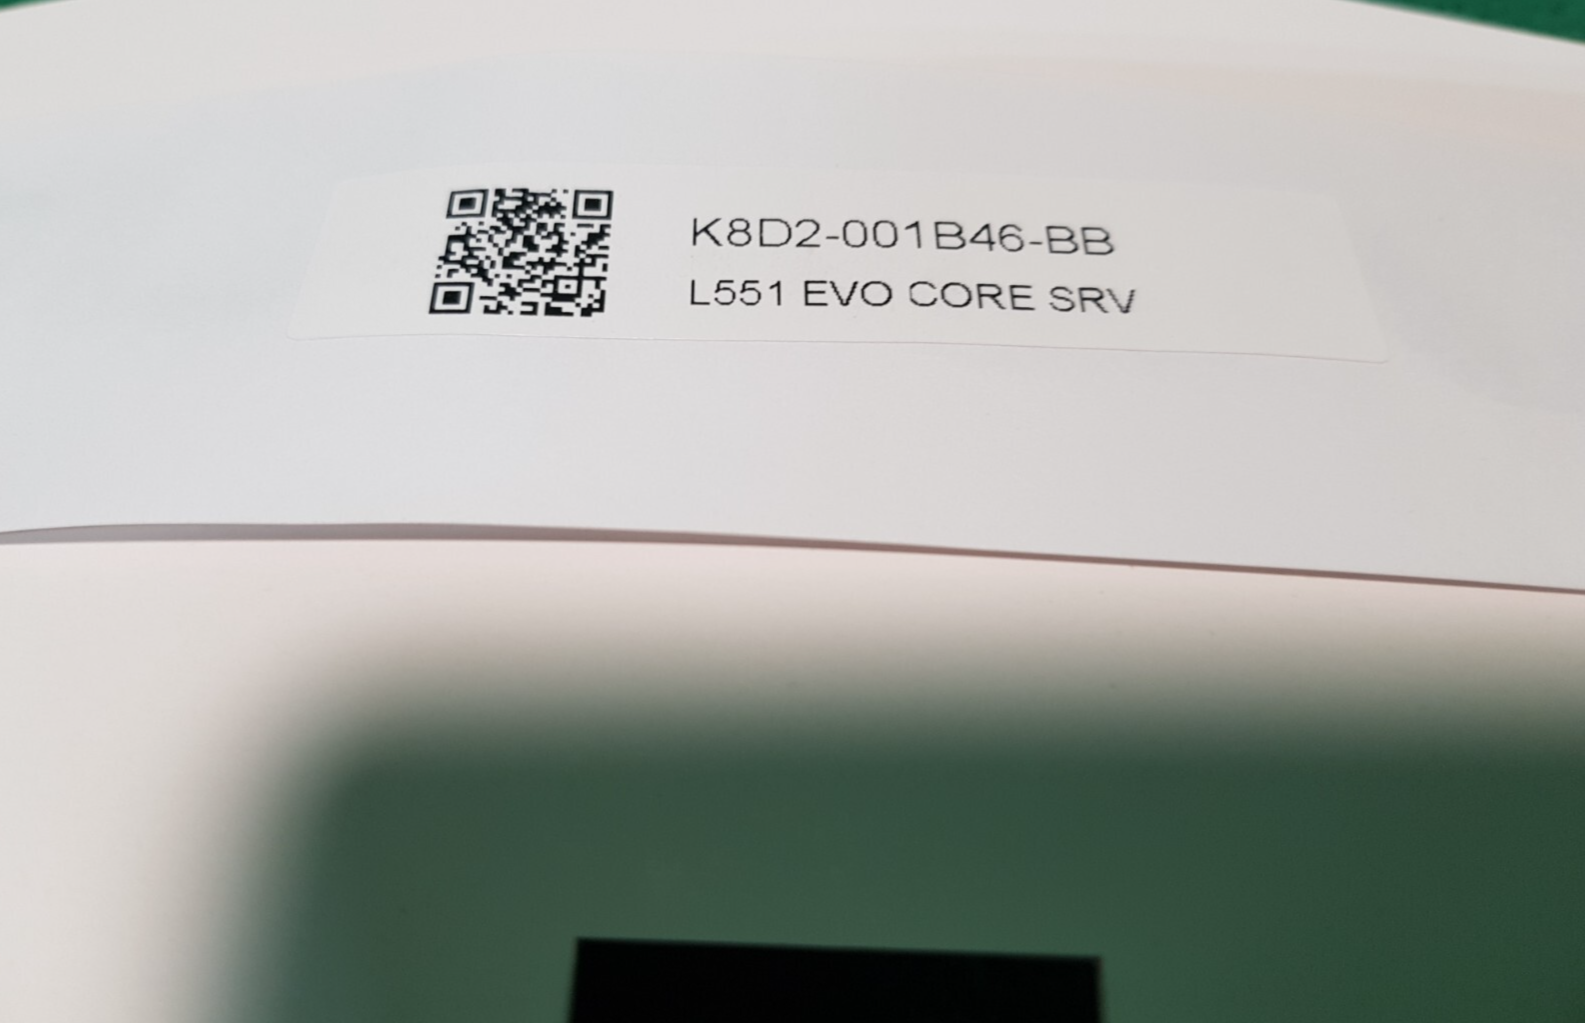 K8D2-001B46-BB
L551 EVO CORE SRV